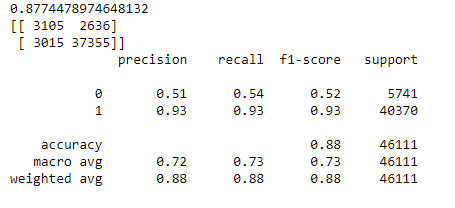 0.8774478974648132
[[ 3105  2636]
 [ 3015 37355]]
              precision    recall  f1-score   support

           0       0.51      0.54      0.52      5741
           1       0.93      0.93      0.93     40370

    accuracy                           0.88     46111
   macro avg       0.72      0.73      0.73     46111
weighted avg       0.88      0.88      0.88     46111